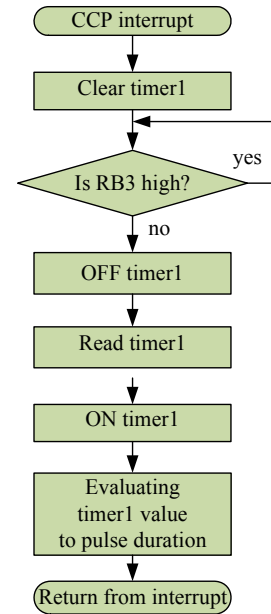 CCP interrupt
Clear timer1
Is RB3 high?
yes
no
OFF timer1
Read timer1
ON timer1
Evaluating
timer1 value
to pulse duration
Return from interrupt